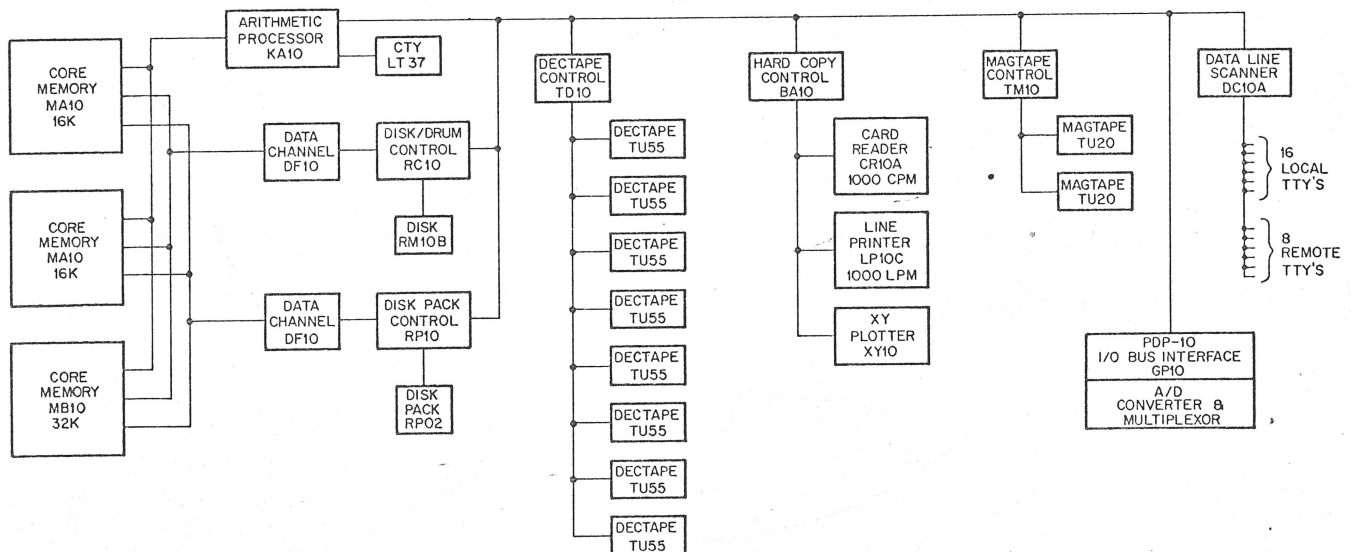 CORE
MEMORY
MA10
16K
CORE
MEMORY
MA10
16K
CORE
MEMORY
MB10
32K
ARITHMETIC
PROCESSOR
KA10
CTY
LT 37
DATA
CHANNEL
DF10
DISK/DRUM
CONTROL
RC10
DISK
RM10B
DATA
CHANNEL
DF10
DISK PACK
CONTROL
RP10
DISK
PACK
RP02
DECTAPE
CONTROL
TD10
DECTAPE
TU55
DECTAPE
TU55
DECTAPE
TU55
DECTAPE
TU55
DECTAPE
TU55
DECTAPE
TU55
DECTAPE
TU55
DECTAPE
TU55
HARD COPY
CONTROL
BA10
CARD
READER
CR10A
1000 CPM
LINE
PRINTER
LP10C
1000 LPM
XY
PLOTTER
XY10
MAGTAPE
CONTROL
TM10
MAGTAPE
TU20
MAGTAPE
TU20
PDP-10
I/O BUS INTERFACE
GP10
A/D
CONVERTER &
MULTIPLEXOR
DATA LINE
SCANNER
DC10A
16
LOCAL
TTY'S
8
REMOTE
TTY'S